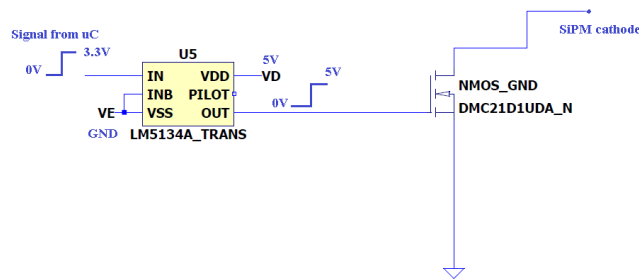 Signal from uC
SiPM cathode
3.3V
0V
U5
5V
IN
VDD
VD
INB
PILOT
VE
VSS
OUT
GND
LM5134A_TRANS
0V
5V
NMOS_GND
DMC21D1UDA_N